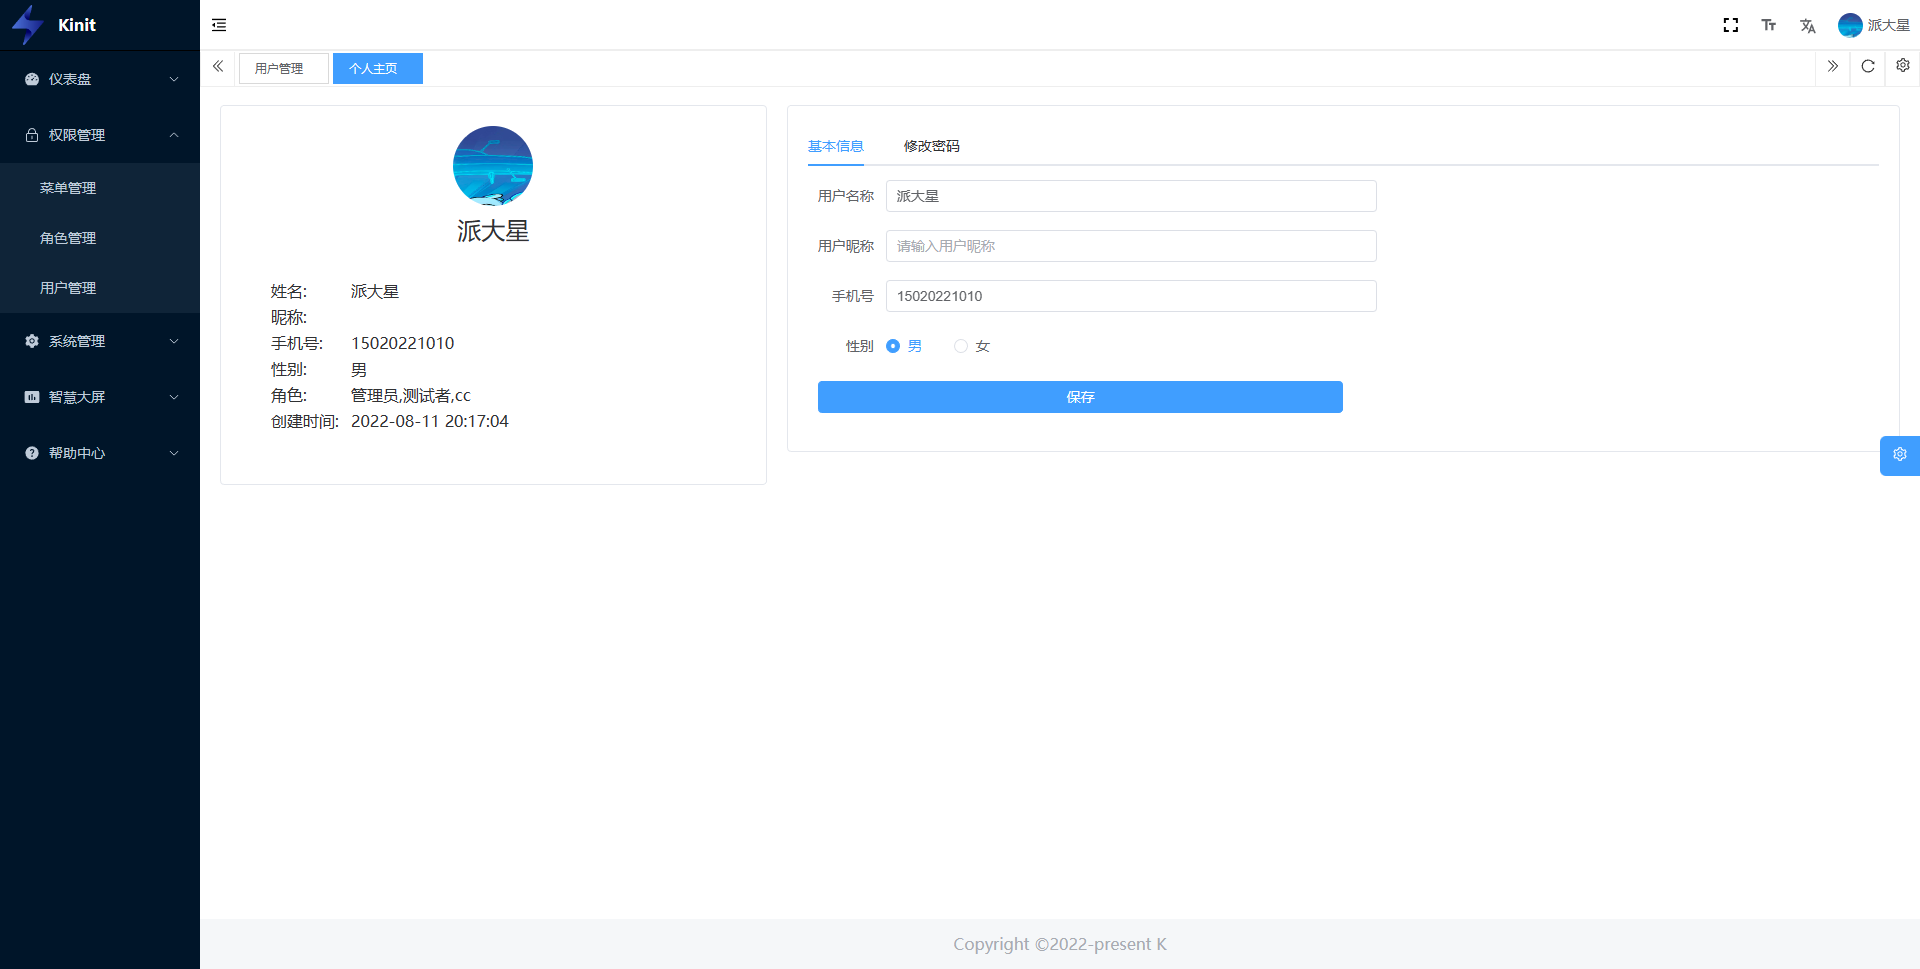 Kinit
派大星
仪表盘
权限管理
菜单管理
角色管理
用户管理
系统管理
智慧大屏
帮助中心
用户管理
个人主页
派大星
姓名: 派大星
昵称:
手机号: 15020221010
性别: 男
角色: 管理员,测试者,cc
创建时间: 2022-08-11 20:17:04
基本信息 修改密码
用户名称 派大星
用户昵称 请输入用户昵称
手机号 15020221010
性别 男 女
保存
Copyright ©2022-present K